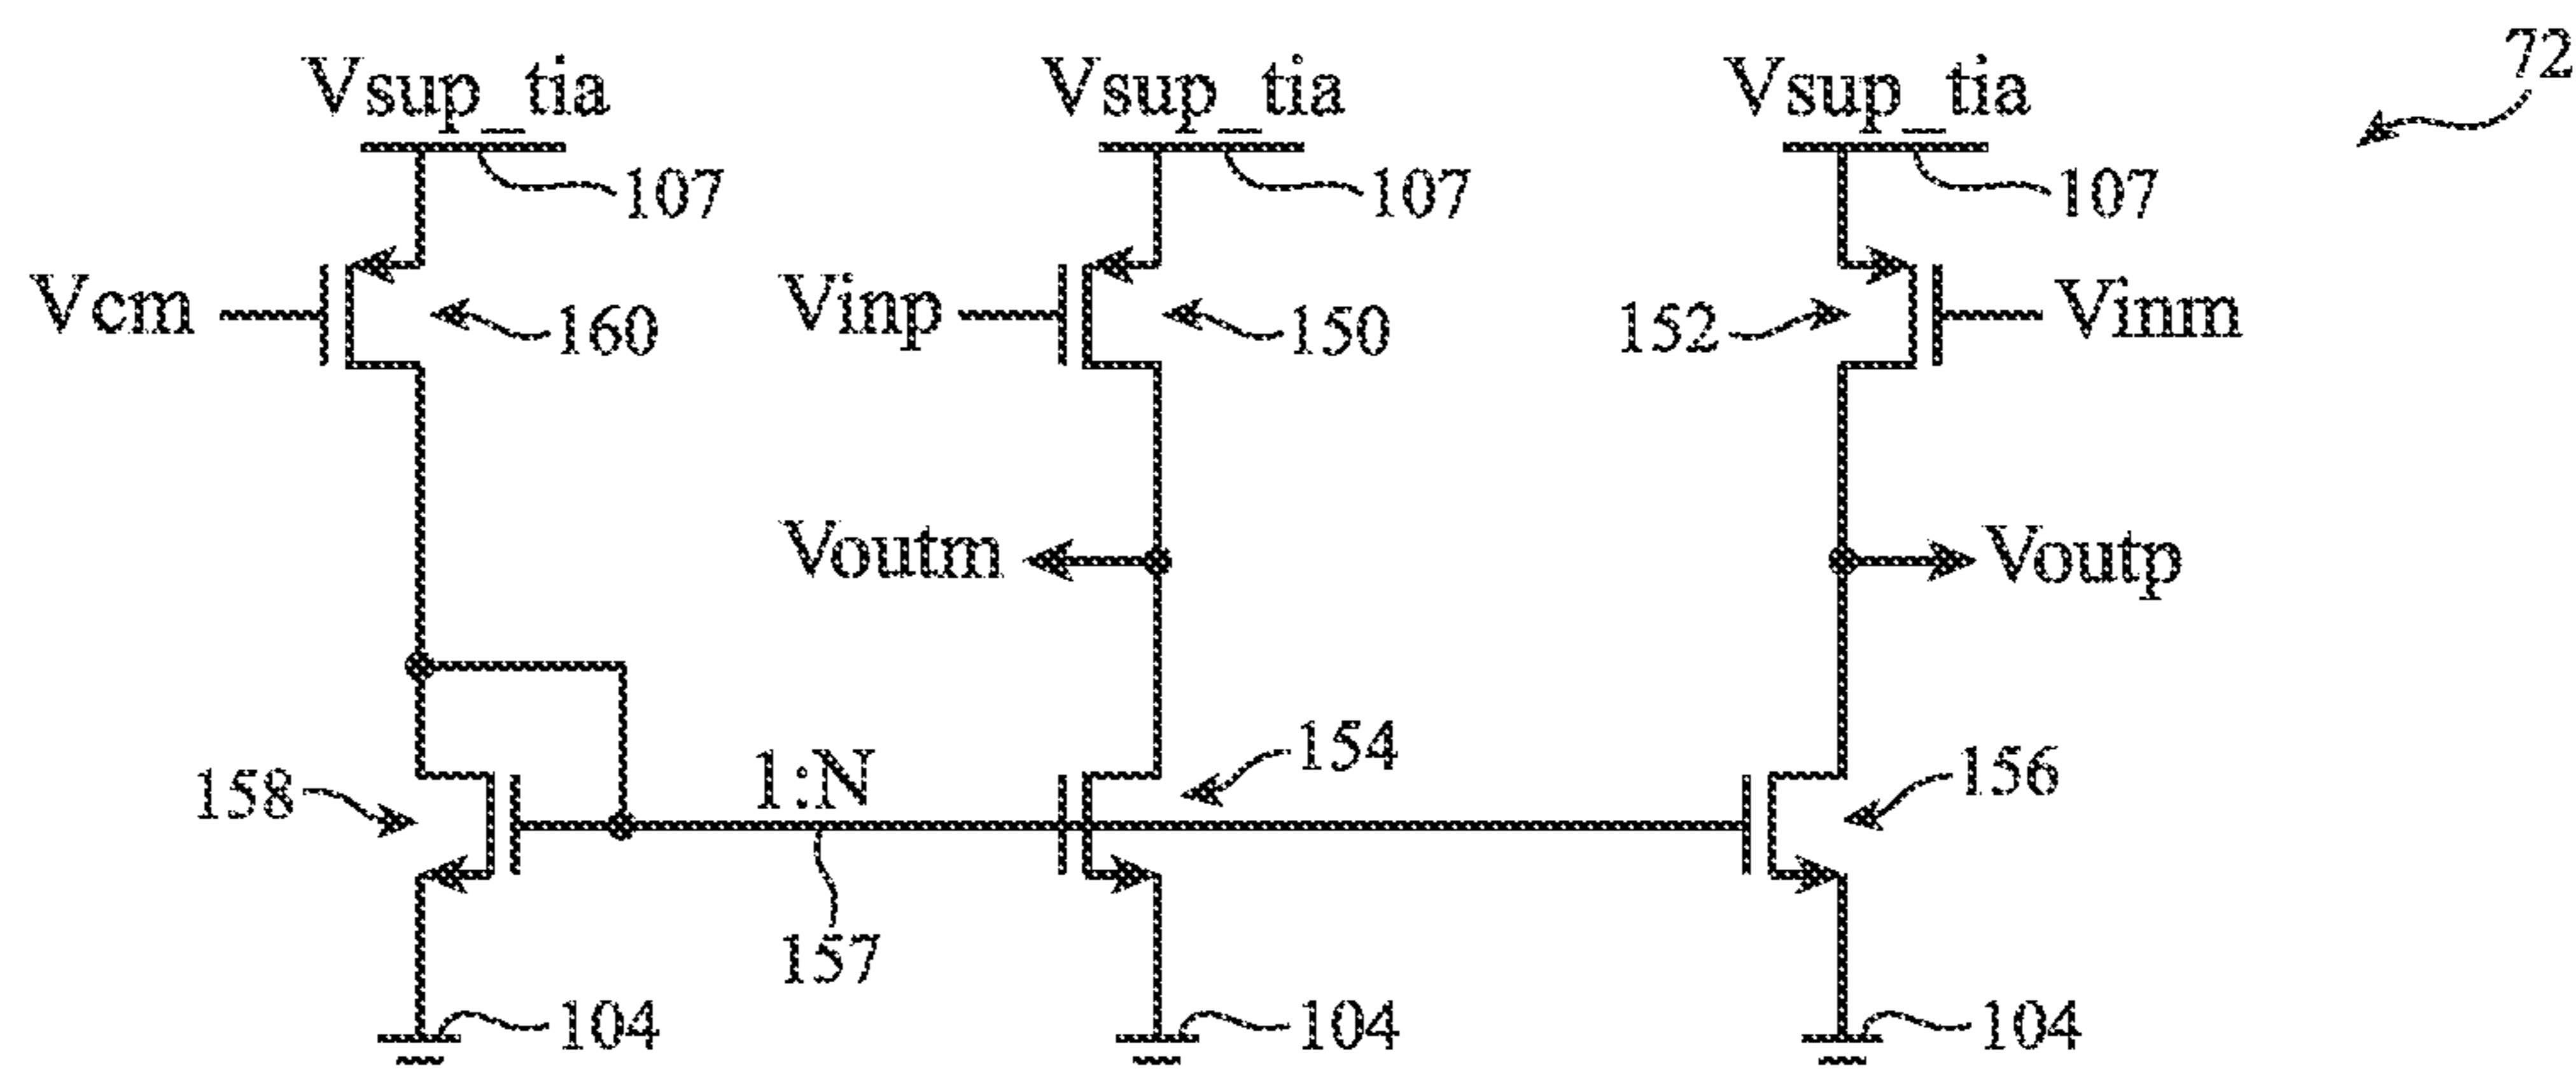 72
Vsup_tia Vsup_tia Vsup_tia
107 107 107
Vcm 160 Vinp 150 152 Vinm
Voutm Voutp
158 1:N 154 156
157
104 104 104